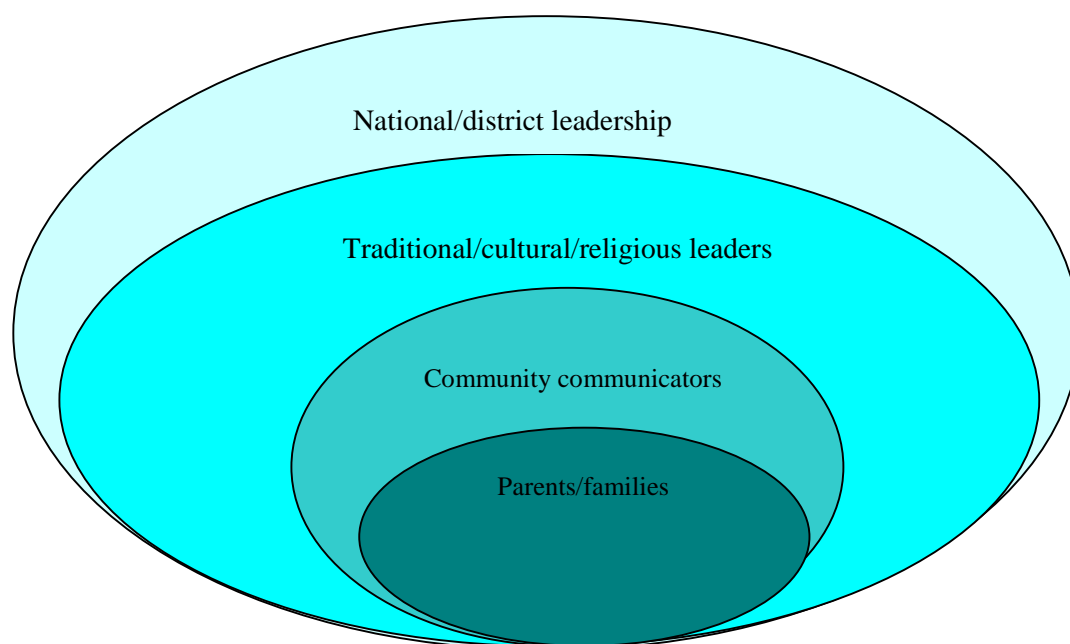 National/district leadership
Traditional/cultural/religious leaders
Community communicators
Parents/families